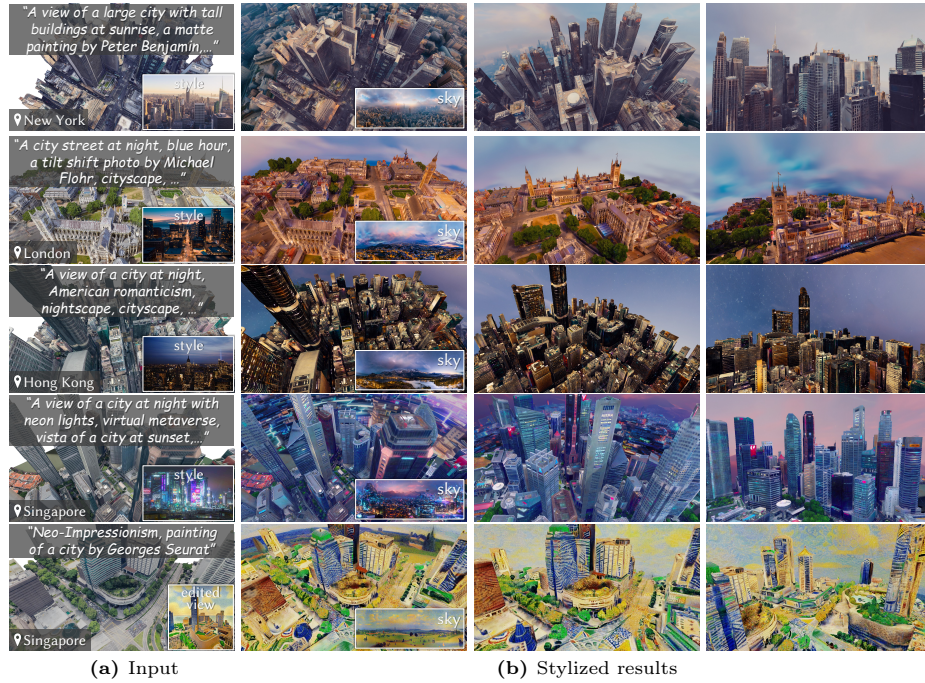 “A view of a large city with tall
buildings at sunrise, a matte
painting by Peter Benjamin,...”
style
New York
sky
“A city street at night, blue hour,
a tilt shift photo by Michael
Flohr, cityscape, ...”
style
London
sky
“A view of a city at night,
American romanticism,
nightscape, cityscape, ...”
style
Hong Kong
sky
“A view of a city at night with
neon lights, virtual metaverse,
vista of a city at sunset,...”
style
Singapore
sky
“Neo-Impressionism, painting
of a city by Georges Seurat”
edited
view
Singapore
sky
(a) Input
(b) Stylized results